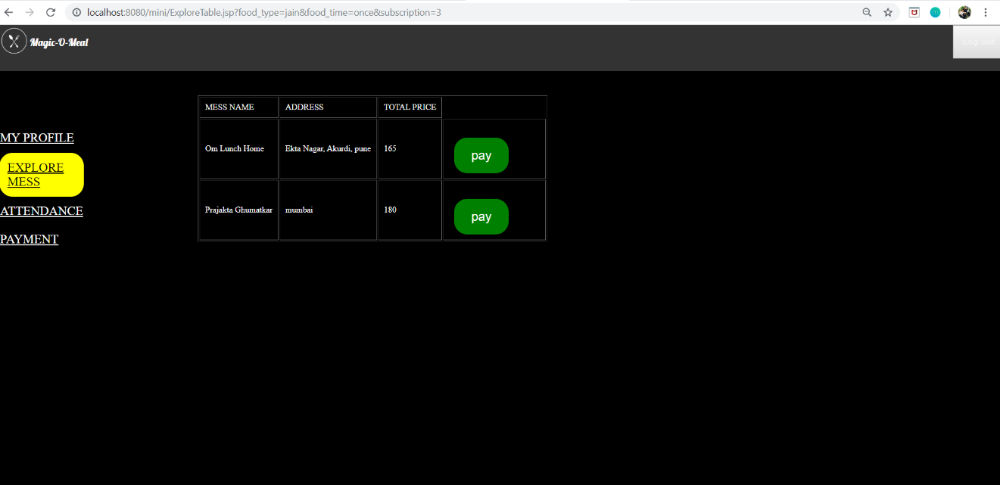 localhost:8080/mini/ExploreTable.jsp?food_type=jain&food_time=once&subscription=3
Magic-O-Meal
Log out
MY PROFILE
EXPLORE
MESS
ATTENDANCE
PAYMENT
MESS NAME ADDRESS TOTAL PRICE
Om Lunch Home Ekta Nagar, Akurdi, pune 165 pay
Prajakta Ghumatkar mumbai 180 pay